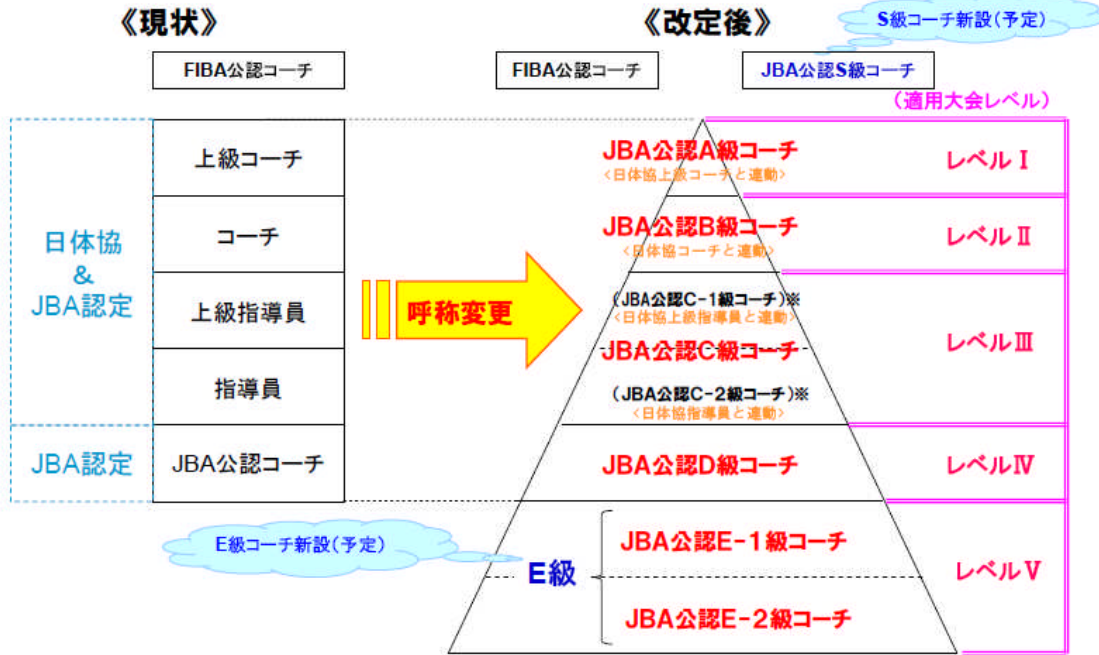 《現状》
《改定後》
S級コーチ新設(予定)
FIBA公認コーチ
FIBA公認コーチ
JBA公認S級コーチ
(適用大会レベル)
日体協
&
JBA認定
JBA認定
上級コーチ
コーチ
上級指導員
指導員
JBA公認コーチ
呼称変更
JBA公認A級コーチ
<日体協上級コーチと連動>
JBA公認B級コーチ
<日体協コーチと連動>
(JBA公認C-1級コーチ)※
<日体協上級指導員と連動>
JBA公認C級コーチ
(JBA公認C-2級コーチ)※
<日体協指導員と連動>
JBA公認D級コーチ
E級コーチ新設(予定)
E級
JBA公認E-1級コーチ
JBA公認E-2級コーチ
レベルⅠ
レベルⅡ
レベルⅢ
レベルⅣ
レベルⅤ